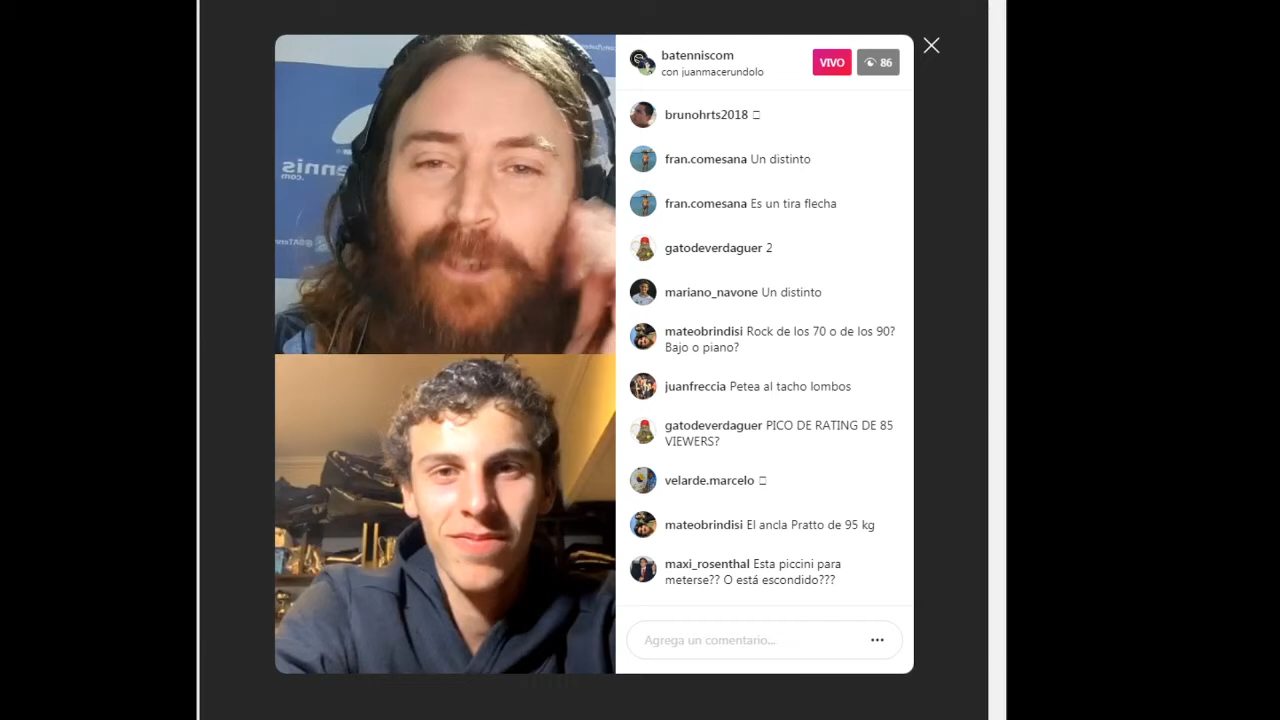 batenniscom
con juanmacerundolo
VIVO
86
brunohrts2018
fran.comesana Un distinto
fran.comesana Es un tira flecha
gatodeverdaguer 2
mariano_navone Un distinto
mateobrindisi Rock de los 70 o de los 90?
Bajo o piano?
juanfreccia Petea al tacho lombos
gatodeverdaguer PICO DE RATING DE 85
VIEWERS?
velarde.marcelo
mateobrindisi El ancla Pratto de 95 kg
maxi_rosenthal Esta piccini para
meterse?? O está escondido???
Agrega un comentario...
ennis
.com